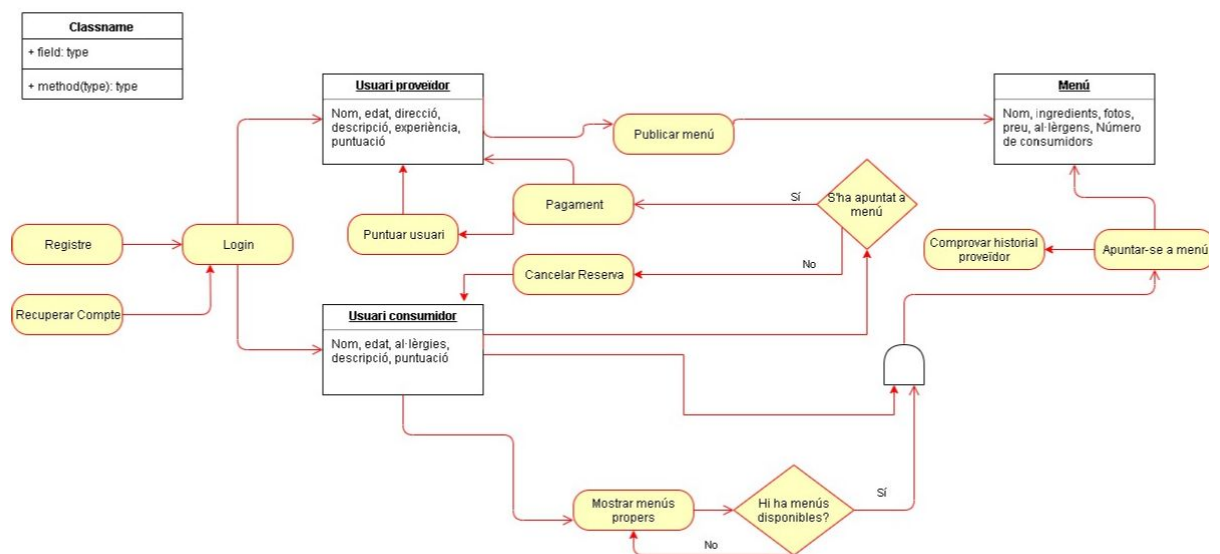 Classname
+ field: type
+ method(type): type
Usuari proveïdor
Nom, edat, direcció,
descripció, experiència,
puntuació
Publicar menú
Menú
Nom, ingredients, fotos,
preu, al·lèrgens, Número
de consumidors
S'ha apuntat a
menú
Sí
Pagament
Puntuar usuari
Registre
Login
Comprovar historial
proveïdor
Apuntar-se a menú
No
Cancelar Reserva
Recuperar Compte
Usuari consumidor
Nom, edat, al·lèrgies,
descripció, puntuació
Mostrar menús
propers
Hi ha menús
disponibles?
Sí
No